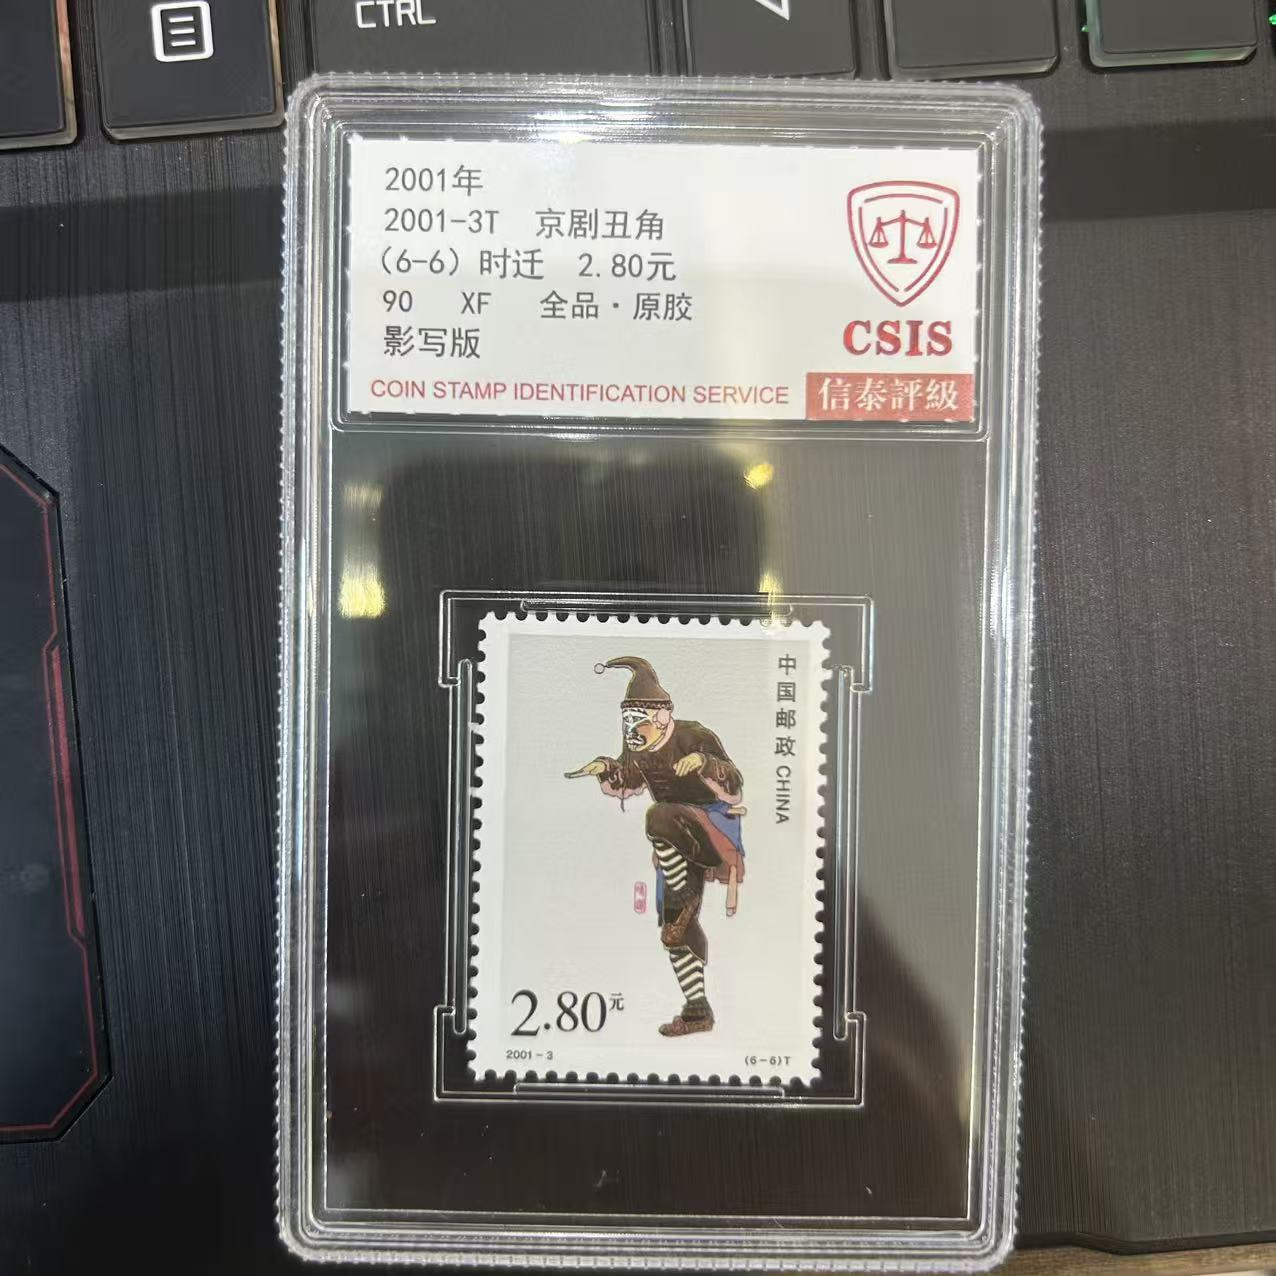 CTRL
2001年
2001-3T 京剧丑角
(6-6) 时迁 2.80元
90 XF 全品·原胶
影写版
CSIS
COIN STAMP IDENTIFICATION SERVICE
信泰評級
中国邮政 CHINA
2.80元
2001-3
(6-6)T